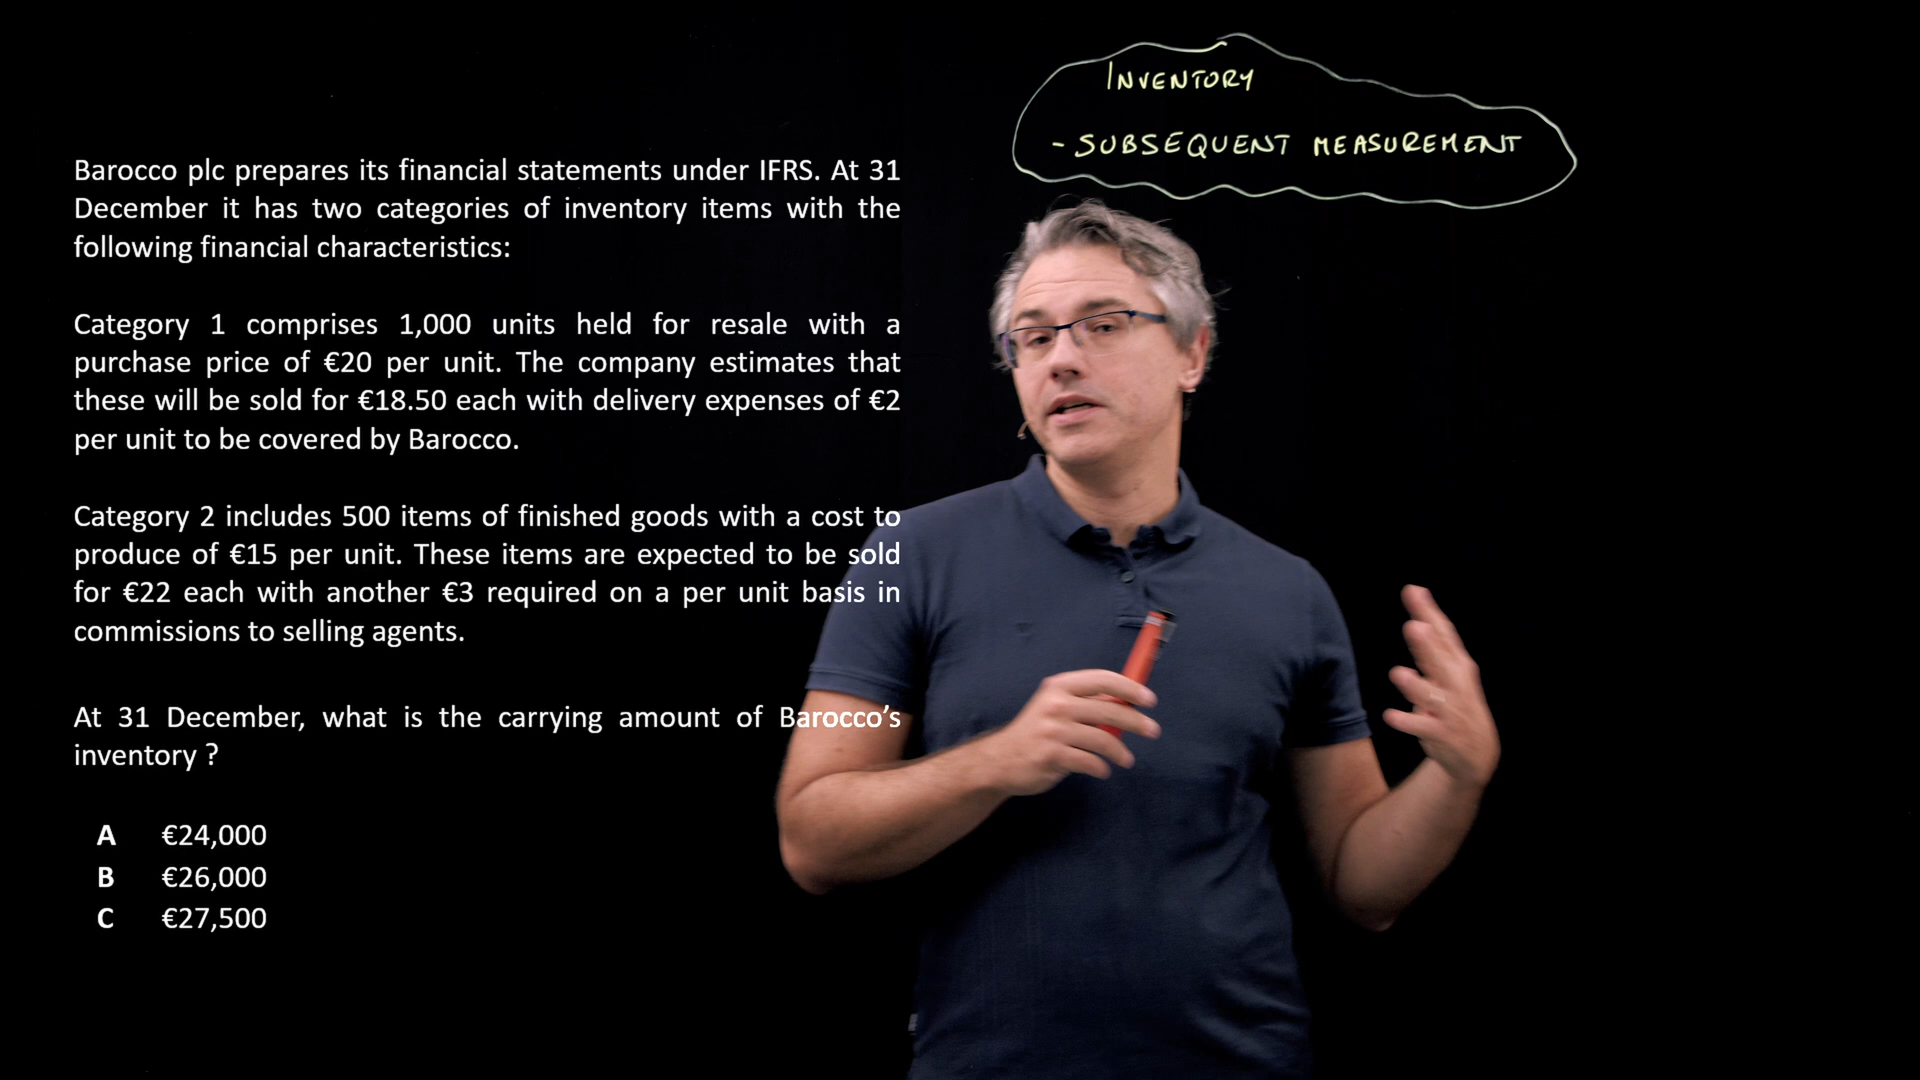 INVENTORY
- SUBSEQUENT MEASUREMENT
Barocco plc prepares its financial statements under IFRS. At 31
December it has two categories of inventory items with the
following financial characteristics:
Category 1 comprises 1,000 units held for resale with a
purchase price of €20 per unit. The company estimates that
these will be sold for €18.50 each with delivery expenses of €2
per unit to be covered by Barocco.
Category 2 includes 500 items of finished goods with a cost to
produce of €15 per unit. These items are expected to be sold
for €22 each with another €3 required on a per unit basis in
commissions to selling agents.
At 31 December, what is the carrying amount of Barocco’s
inventory ?
A €24,000
B €26,000
C €27,500